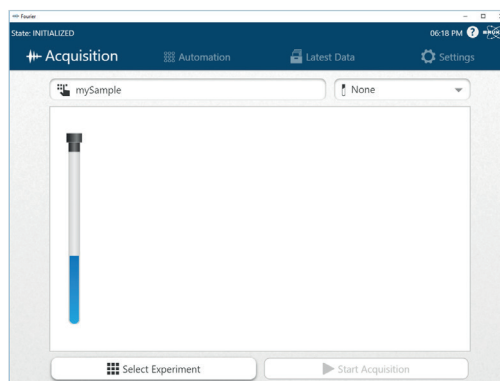 Fourier
State: INITIALIZED
06:18 PM
Acquisition Automation Latest Data Settings
mySample None
Select Experiment Start Acquisition